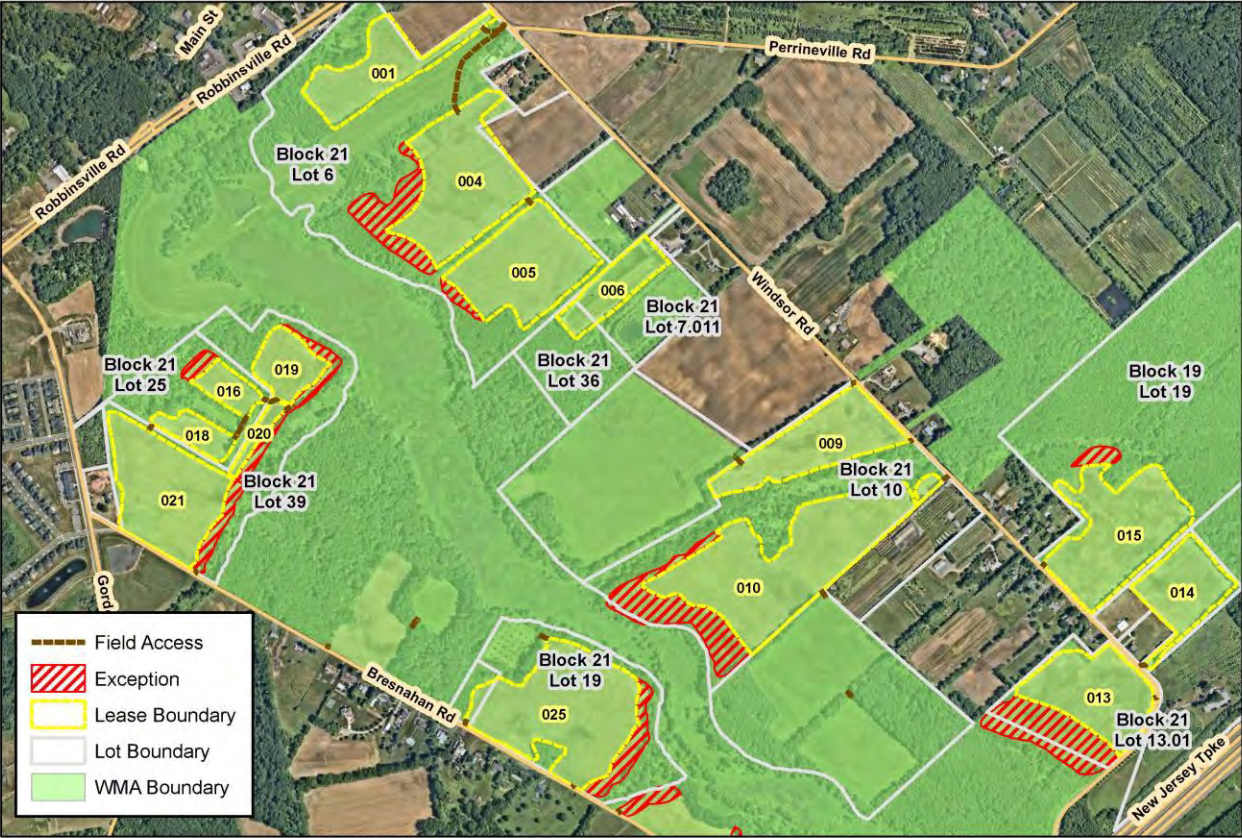 Main St
Robbinsville Rd
Perrineville Rd
001
Block 21
Lot 6
Robbinsville Rd
004
005
006
Windsor Rd
Block 21
Lot 7.011
Block 21
Lot 25
019
016
Block 21
Lot 36
Block 19
Lot 19
018
020
009
Block 21
Lot 10
Block 21
Lot 39
021
015
010
014
Gord
Block 21
Lot 19
Bresnahan Rd
025
013
Block 21
Lot 13.01
New Jersey Tpke
Field Access
Exception
Lease Boundary
Lot Boundary
WMA Boundary